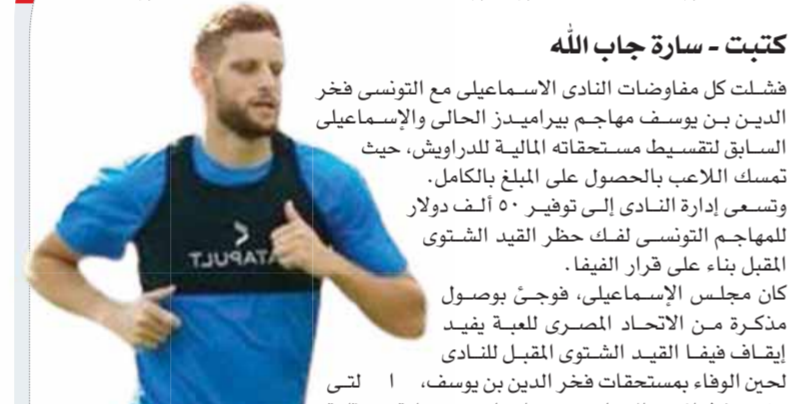 كتبت - سارة جاب الله
فشلت كل مفاوضات النادى الاسماعيلى مع التونسى فخر
الدين بن يوسف مهاجم بيراميدز الحالى والإسماعيلى
السابق لتقسيط مستحقاته المالية للدراويش، حيث
تمسك اللاعب بالحصول على المبلغ بالكامل.
وتسعى إدارة النادى إلى توفير ٥٠ ألف دولار
للمهاجم التونسى لفك حظر القيد الشتوى
المقبل بناء على قرار الفيفا.
كان مجلس الإسماعيلى، فوجئ بوصول
مذكرة من الاتحاد المصرى للعبة يفيد
إيقاف فيفا القيد الشتوى المقبل للنادى
لحين الوفاء بمستحقات فخر الدين بن يوسف، ا لتى
CATAPULT